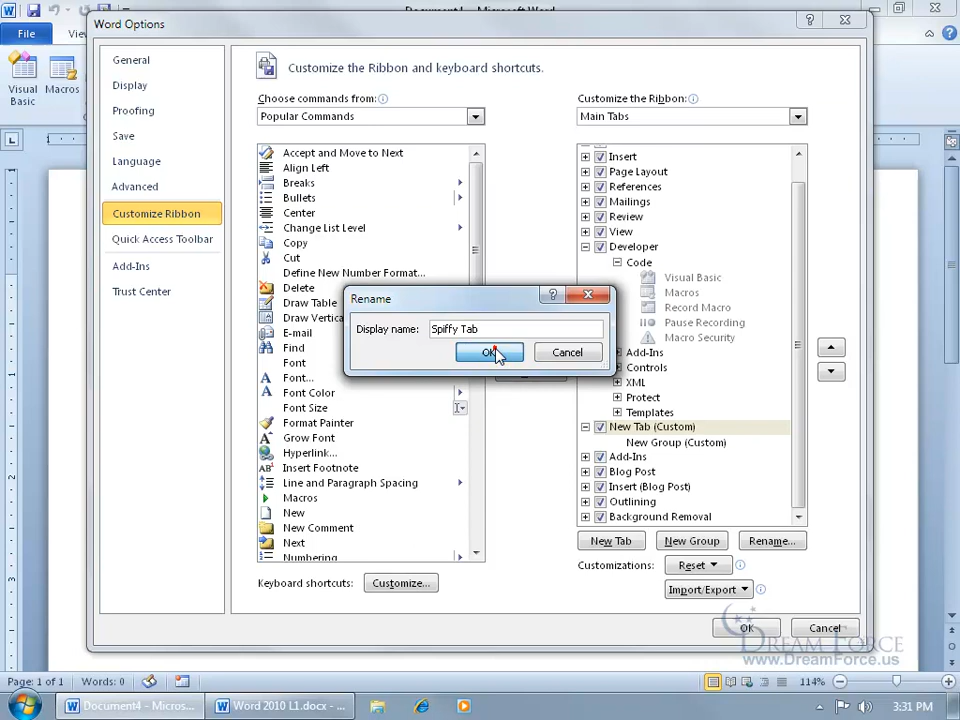 Word Options
File
Visual
Basic
Macros
General
Display
Proofing
Save
Language
Advanced
Customize Ribbon
Quick Access Toolbar
Add-Ins
Trust Center
Customize the Ribbon and keyboard shortcuts.
Choose commands from:
Popular Commands
Accept and Move to Next
Align Left
Breaks
Bullets
Center
Change List Level
Copy
Cut
Define New Number Format...
Delete
Draw Table
E-mail
Find
Font
Font...
Font Color
Font Size
Format Painter
Grow Font
Hyperlink...
Insert Footnote
Line and Paragraph Spacing
Macros
New
New Comment
Next
Numbering
Keyboard shortcuts:
Customize...
Rename
Display name:
Spiffy Tab
OK
Cancel
Customize the Ribbon:
Main Tabs
Insert
Page Layout
References
Mailings
Review
View
Developer
Code
Visual Basic
Macros
Record Macro
Pause Recording
Macro Security
Add-Ins
Controls
XML
Protect
Templates
New Tab (Custom)
New Group (Custom)
Add-Ins
Blog Post
Insert (Blog Post)
Outlining
Background Removal
New Tab
New Group
Rename...
Customizations:
Reset
Import/Export
OK
Cancel
DREAM FORCE
www.DreamForce.us
Page: 1 of 1
Words: 0
114%
Document4 - Micros...
Word 2010 L1.docx - ...
3:31 PM